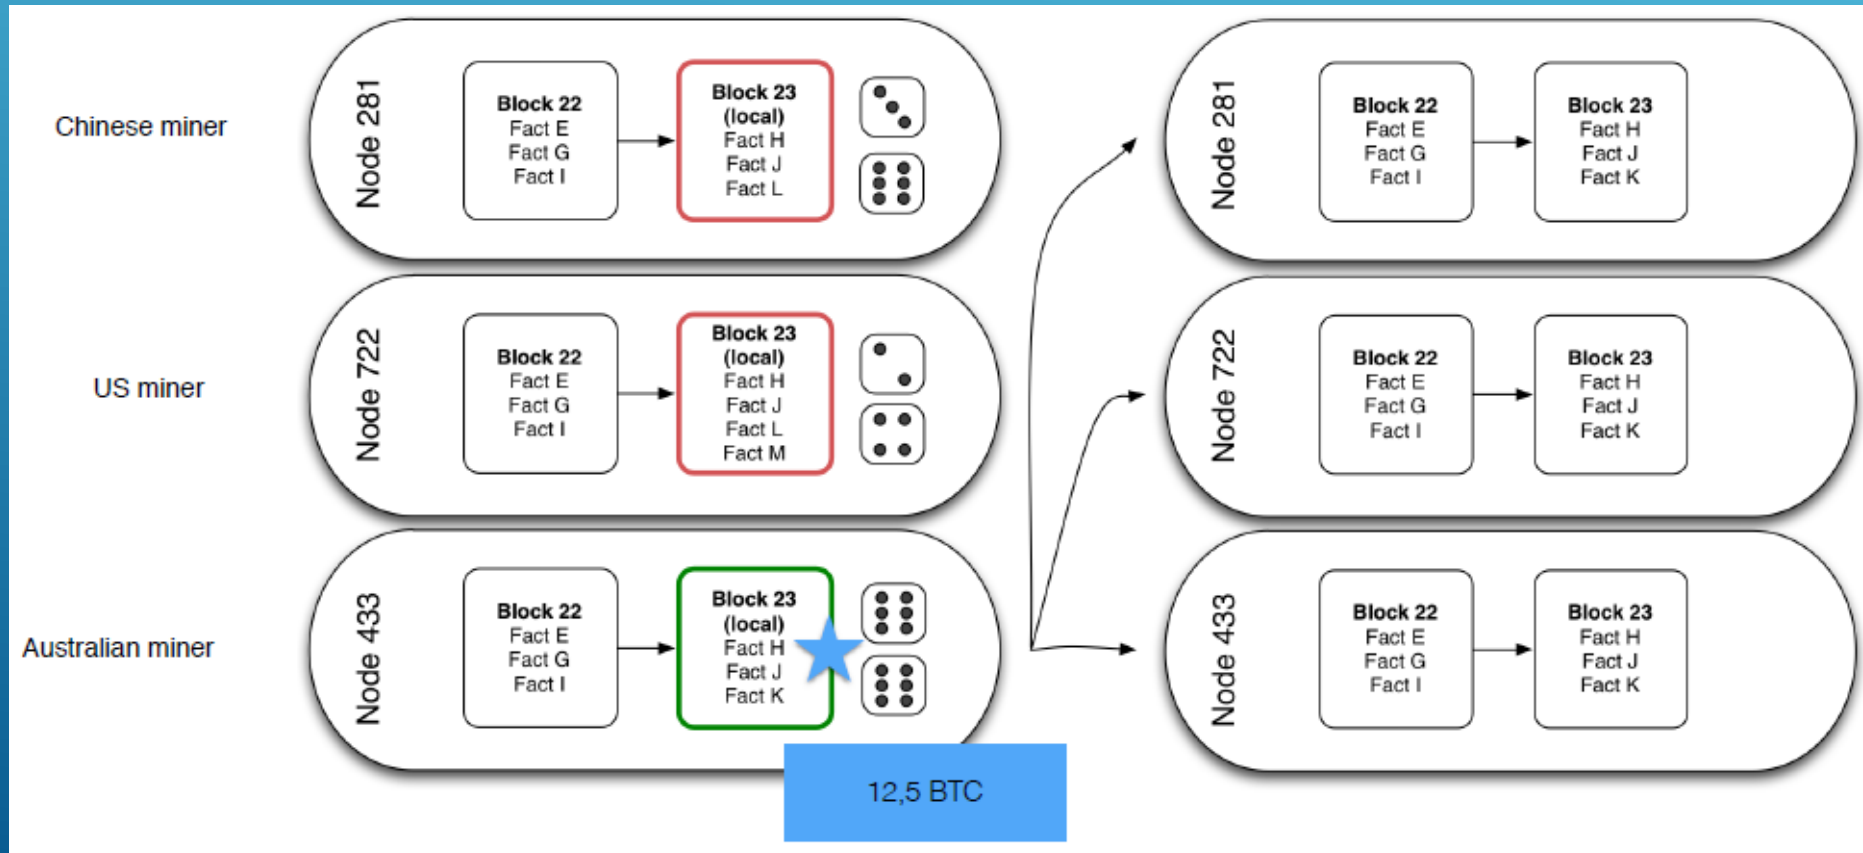 Chinese miner
Node 281
Block 22
Fact E
Fact G
Fact I
Block 23
(local)
Fact H
Fact J
Fact L
Node 281
Block 22
Fact E
Fact G
Fact I
Block 23
Fact H
Fact J
Fact K
US miner
Node 722
Block 22
Fact E
Fact G
Fact I
Block 23
(local)
Fact H
Fact J
Fact L
Fact M
Node 722
Block 22
Fact E
Fact G
Fact I
Block 23
Fact H
Fact J
Fact K
Australian miner
Node 433
Block 22
Fact E
Fact G
Fact I
Block 23
(local)
Fact H
Fact J
Fact K
Node 433
Block 22
Fact E
Fact G
Fact I
Block 23
Fact H
Fact J
Fact K
12,5 BTC